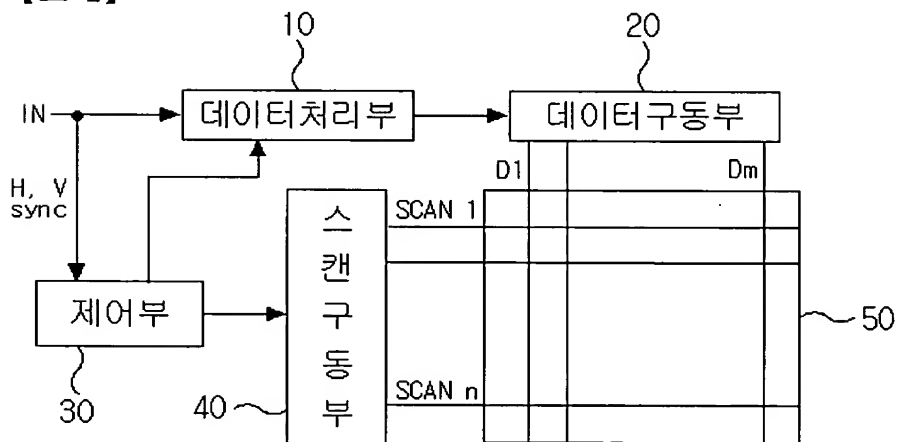 10
20
IN
데이터처리부
데이터구동부
H, V
sync
D1
Dm
스캔구동부
SCAN 1
제어부
50
30
40
SCAN n